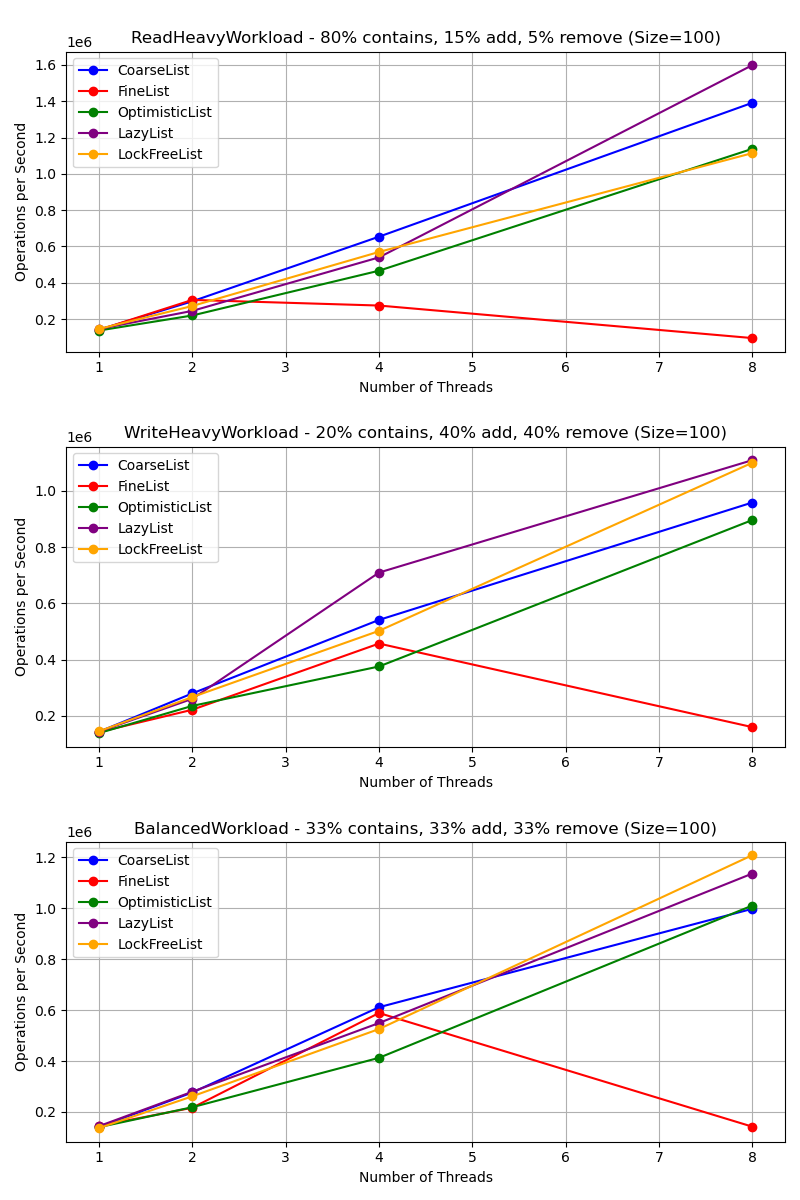 ReadHeavyWorkload - 80% contains, 15% add, 5% remove (Size=100)
1e6
CoarseList
FineList
OptimisticList
LazyList
LockFreeList
1.6
1.4
1.2
1.0
0.8
0.6
0.4
0.2
Operations per Second
1 2 3 4 5 6 7 8
Number of Threads
WriteHeavyWorkload - 20% contains, 40% add, 40% remove (Size=100)
1e6
CoarseList
FineList
OptimisticList
LazyList
LockFreeList
1.0
0.8
0.6
0.4
0.2
Operations per Second
1 2 3 4 5 6 7 8
Number of Threads
BalancedWorkload - 33% contains, 33% add, 33% remove (Size=100)
1e6
CoarseList
FineList
OptimisticList
LazyList
LockFreeList
1.2
1.0
0.8
0.6
0.4
0.2
Operations per Second
1 2 3 4 5 6 7 8
Number of Threads